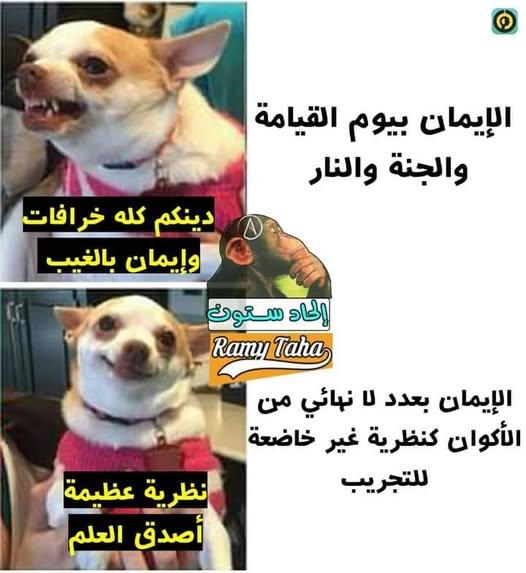 الإيمان بيوم القيامة
والجنة والنار
دينكم كله خرافات
وإيمان بالغيب
إلحاد ستون
Ramy Taha
الإيمان بعدد لا نهائي من
الأكوان كنظرية غير خاضعة
للتجريب
نظرية عظيمة
أصدق العلم